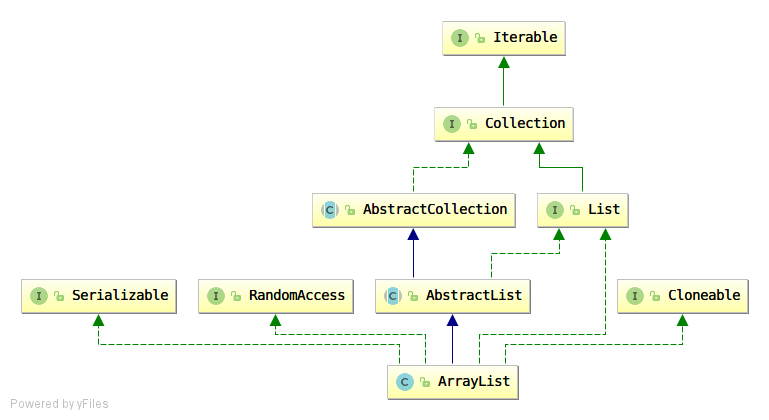 I Iterable
I Collection
C AbstractCollection
I List
I Serializable
I RandomAccess
C AbstractList
I Cloneable
C ArrayList
Powered by yFiles